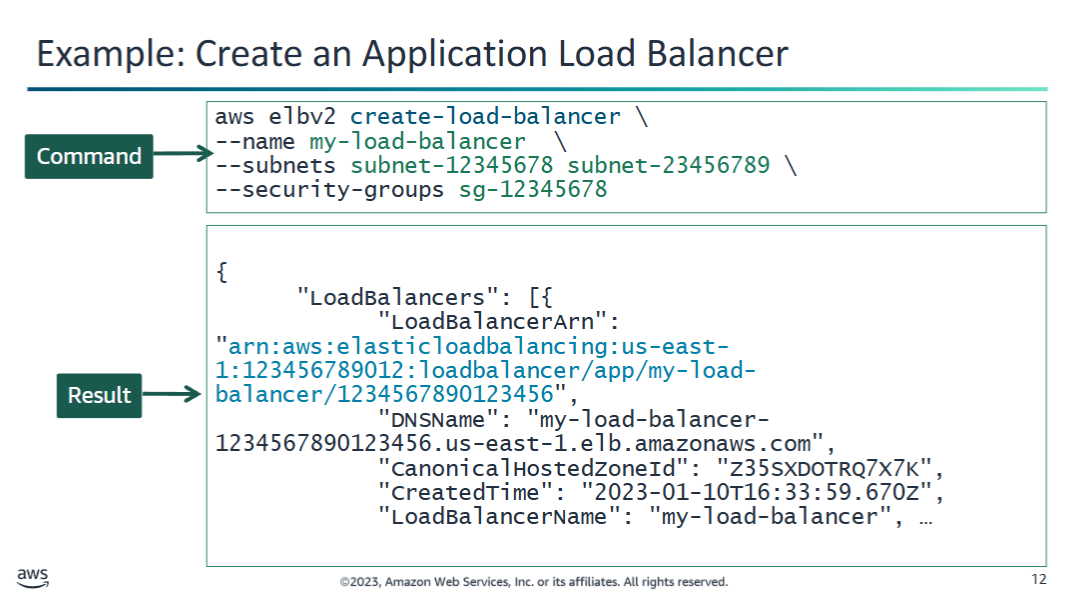 Example: Create an Application Load Balancer
Command
aws elbv2 create-load-balancer \
--name my-load-balancer  \
--subnets subnet-12345678 subnet-23456789 \
--security-groups sg-12345678
Result
{
"LoadBalancers": [{
"LoadBalancerArn":
"arn:aws:elasticloadbalancing:us-east-
1:123456789012:loadbalancer/app/my-load-
balancer/1234567890123456",
"DNSName": "my-load-balancer-
1234567890123456.us-east-1.elb.amazonaws.com",
"CanonicalHostedZoneId": "Z35SXDOTRQ7X7K",
"CreatedTime": "2023-01-10T16:33:59.670Z",
"LoadBalancerName": "my-load-balancer", …
aws
©2023, Amazon Web Services, Inc. or its affiliates. All rights reserved.
12